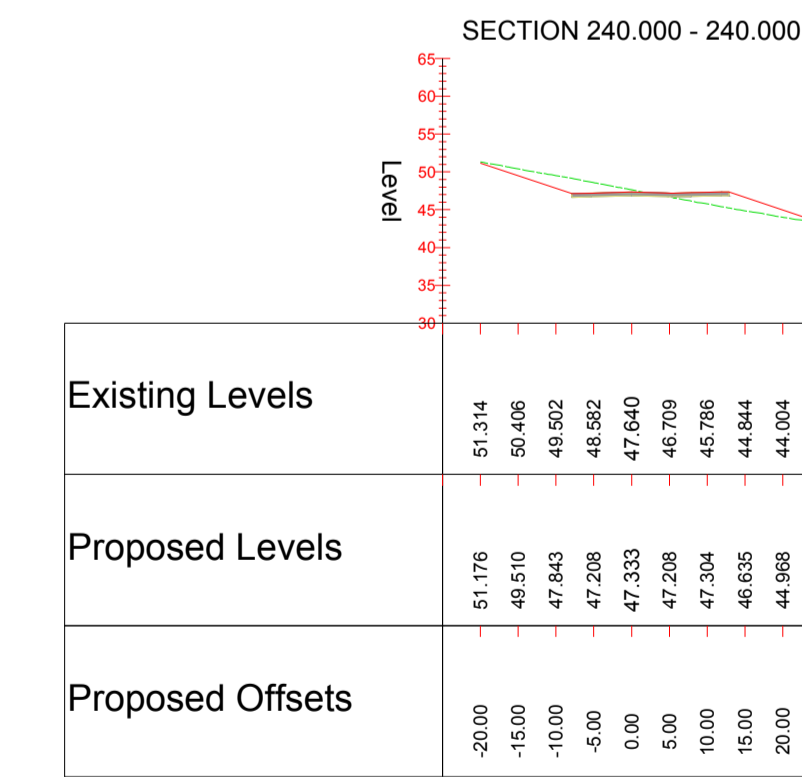 SECTION 240.000 - 240.000
65
60
55
50
45
40
35
30
Level
Existing Levels
51.314 50.406 49.502 48.582 47.640 46.709 45.786 44.844 44.004
Proposed Levels
51.176 49.510 47.843 47.208 47.333 47.208 47.304 46.635 44.968
Proposed Offsets
-20.00 -15.00 -10.00 -5.00 0.00 5.00 10.00 15.00 20.00